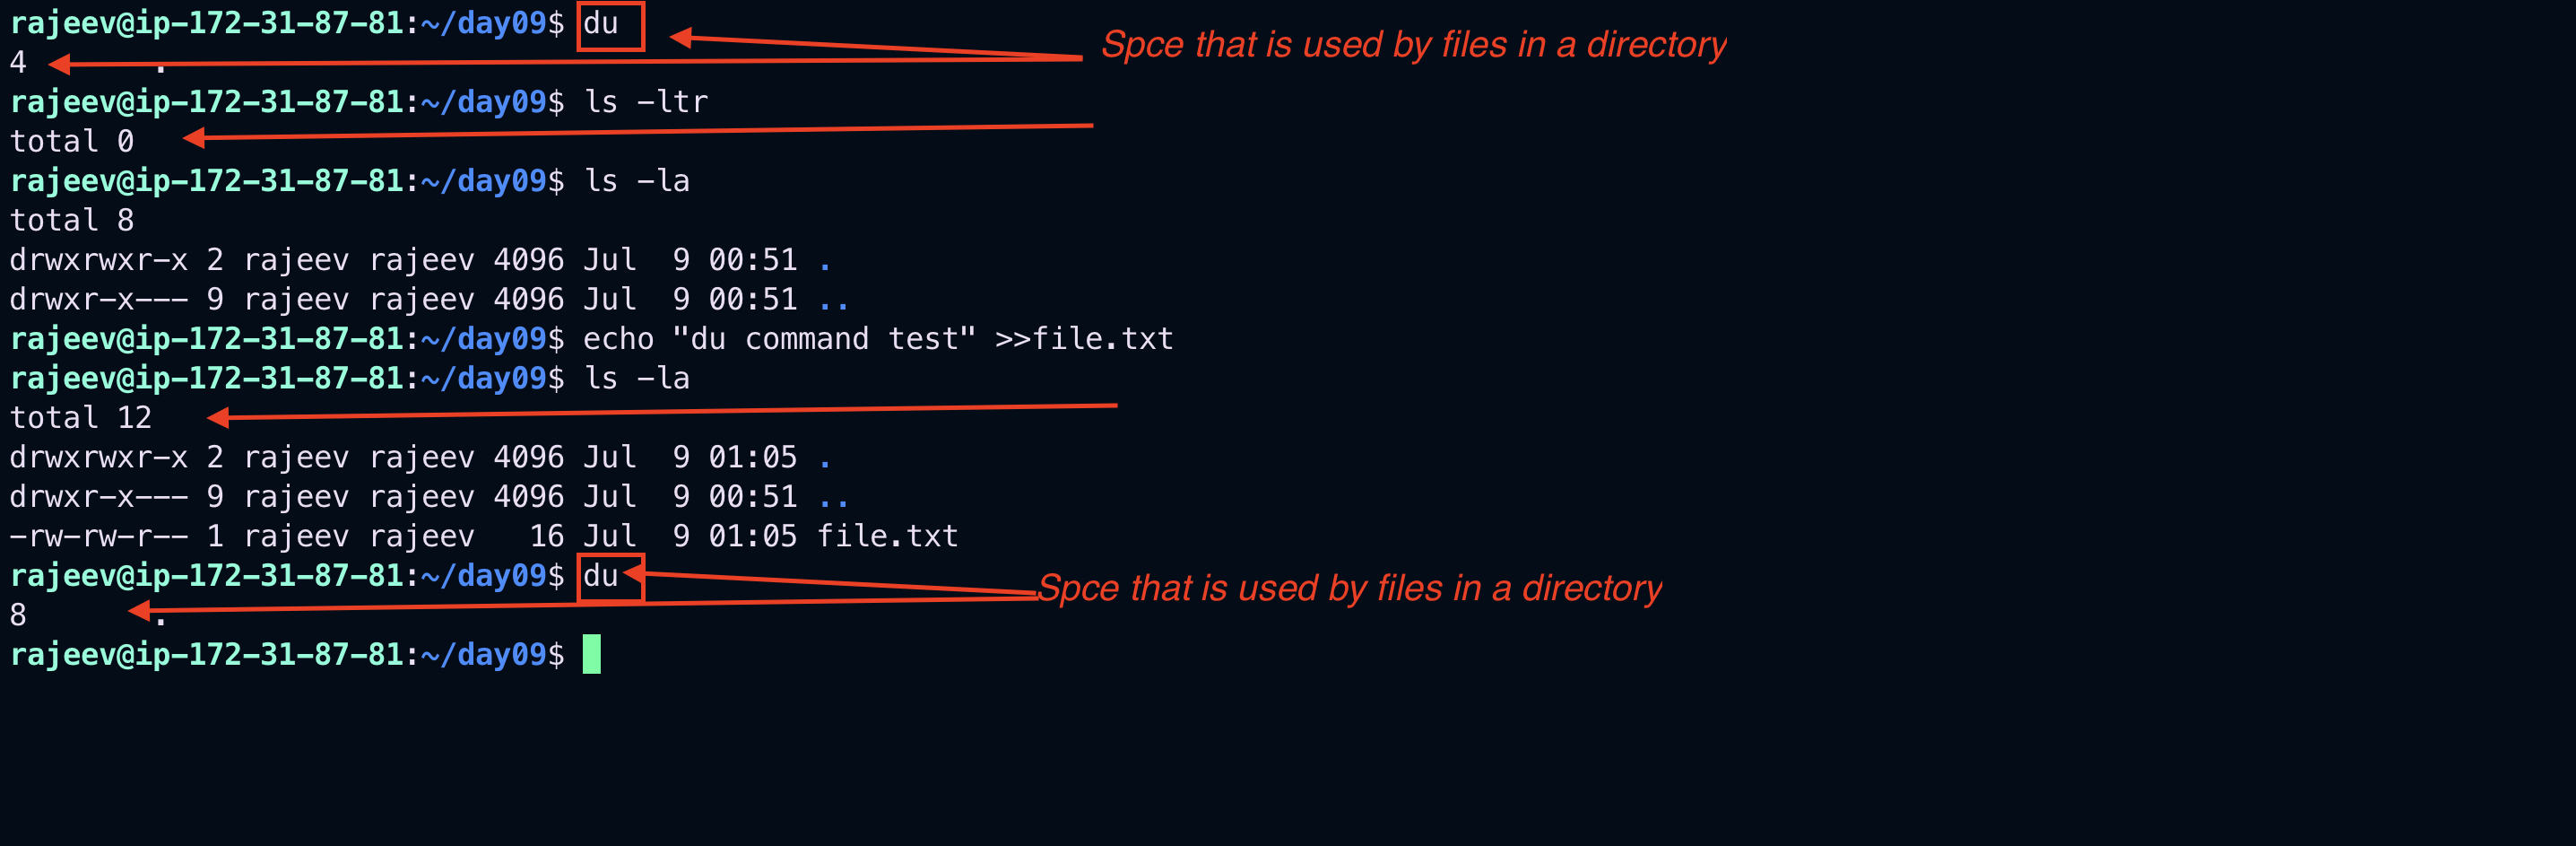 rajeev@ip-172-31-87-81:~/day09$ du
Spce that is used by files in a directory
4       .
rajeev@ip-172-31-87-81:~/day09$ ls -ltr
total 0
rajeev@ip-172-31-87-81:~/day09$ ls -la
total 8
drwxrwxr-x 2 rajeev rajeev 4096 Jul  9 00:51 .
drwxr-x--- 9 rajeev rajeev 4096 Jul  9 00:51 ..
rajeev@ip-172-31-87-81:~/day09$ echo "du command test" >>file.txt
rajeev@ip-172-31-87-81:~/day09$ ls -la
total 12
drwxrwxr-x 2 rajeev rajeev 4096 Jul  9 01:05 .
drwxr-x--- 9 rajeev rajeev 4096 Jul  9 00:51 ..
-rw-rw-r-- 1 rajeev rajeev   16 Jul  9 01:05 file.txt
rajeev@ip-172-31-87-81:~/day09$ du
Spce that is used by files in a directory
8       .
rajeev@ip-172-31-87-81:~/day09$